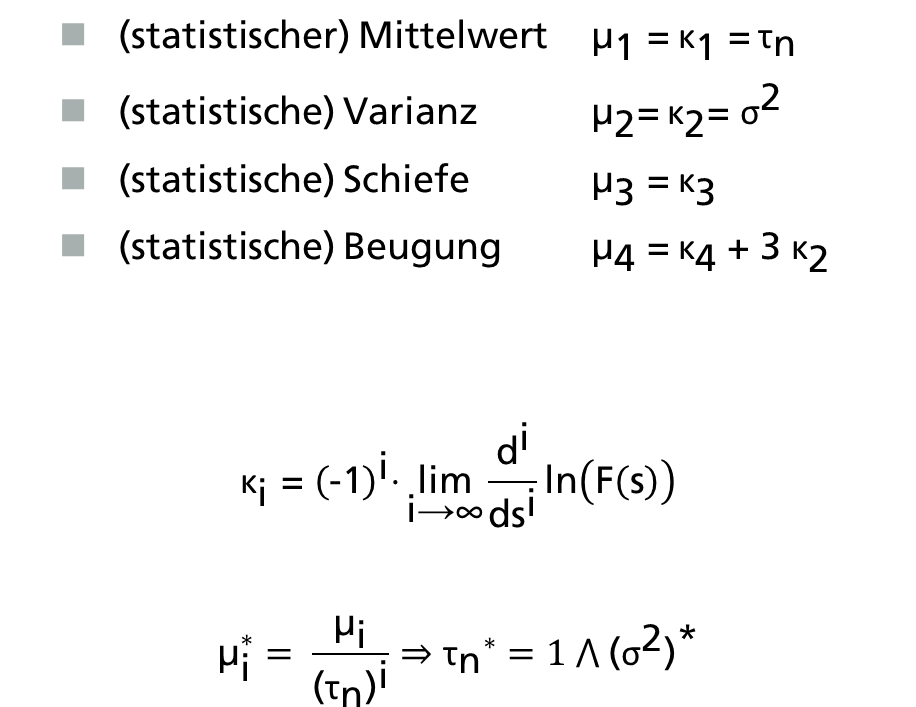 (statistischer) Mittelwert μ₁ = κ₁ = τₙ
(statistische) Varianz μ₂= κ₂= σ²
(statistische) Schiefe μ₃ = κ₃
(statistische) Beugung μ₄ = κ₄ + 3 κ₂
κᵢ = (-1)ⁱ· lim i→∞ dⁱ/dsⁱ ln(F(s))
μᵢ* = μᵢ/(τₙ)ⁱ ⇒ τₙ* = 1 ∧ (σ²)*